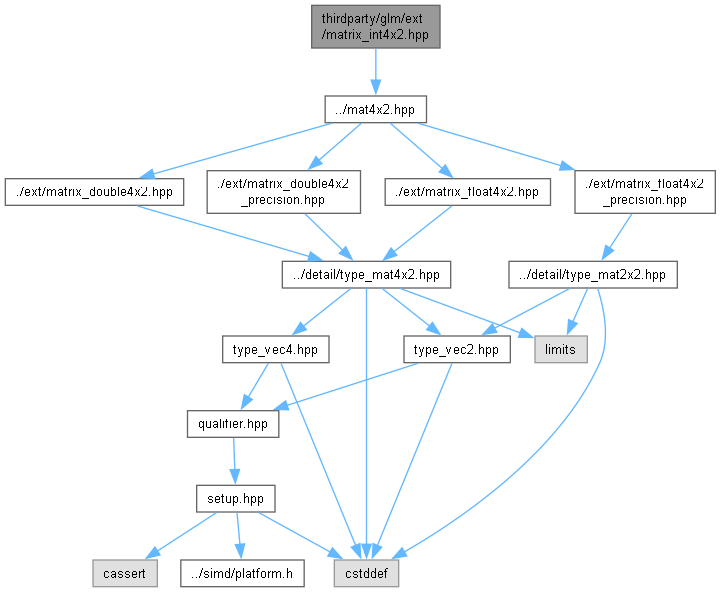 thirdparty/glm/ext
/matrix_int4x2.hpp
../mat4x2.hpp
./ext/matrix_double4x2.hpp
./ext/matrix_double4x2
_precision.hpp
./ext/matrix_float4x2.hpp
./ext/matrix_float4x2
_precision.hpp
../detail/type_mat4x2.hpp
../detail/type_mat2x2.hpp
type_vec4.hpp
type_vec2.hpp
limits
qualifier.hpp
setup.hpp
cassert
../simd/platform.h
cstddef